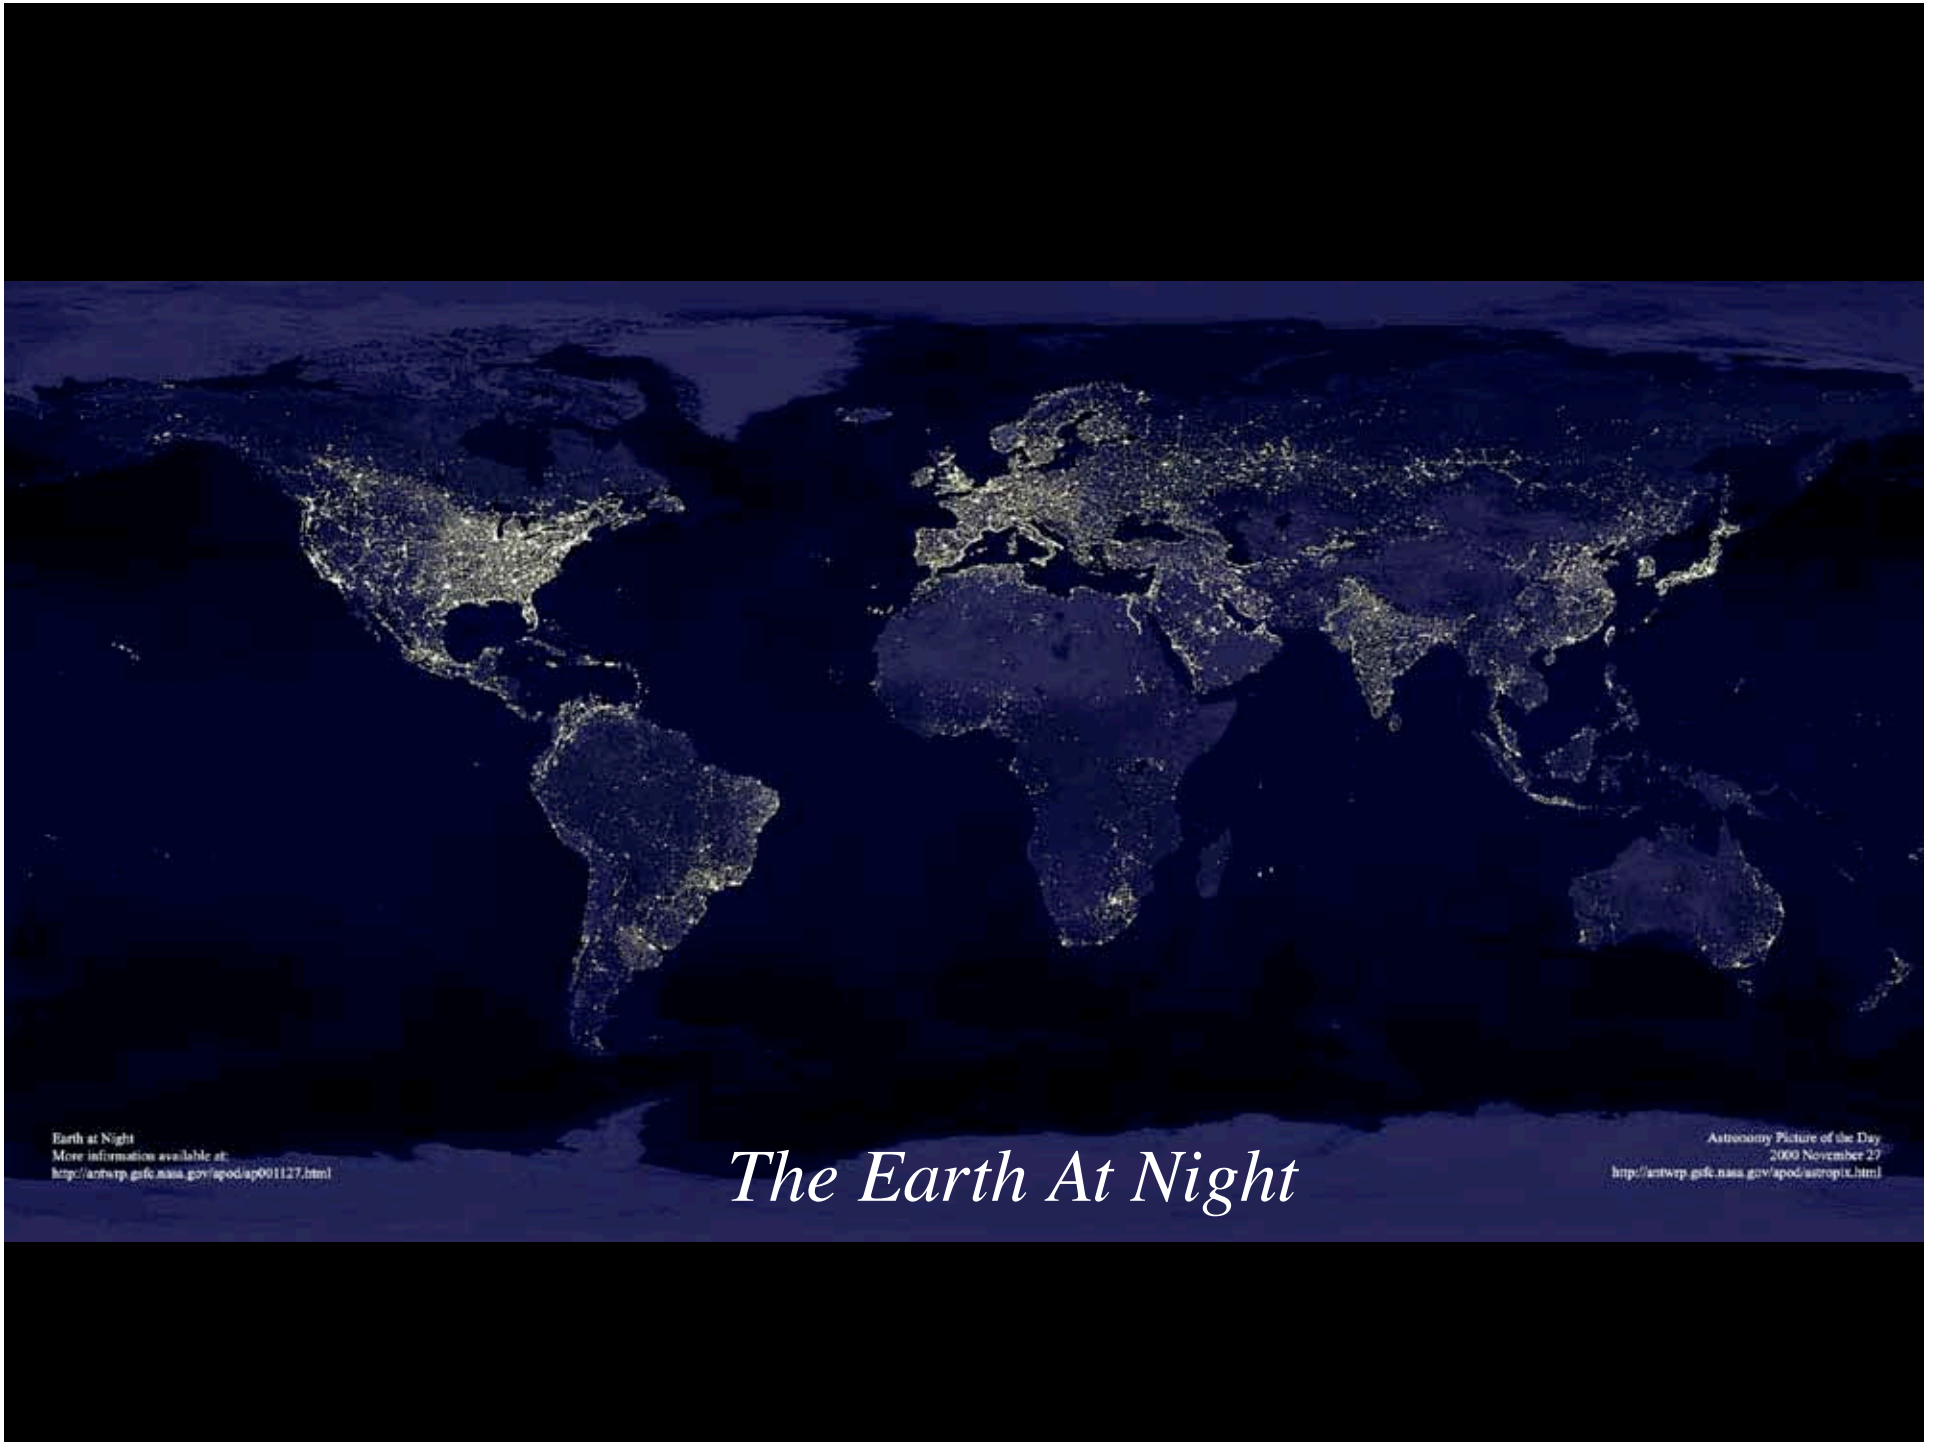 Earth at Night
More information available at:
http://antwrp.gsfc.nasa.gov/apod/ap001127.html
The Earth At Night
Astronomy Picture of the Day
2000 November 27
http://antwrp.gsfc.nasa.gov/apod/astropix.html